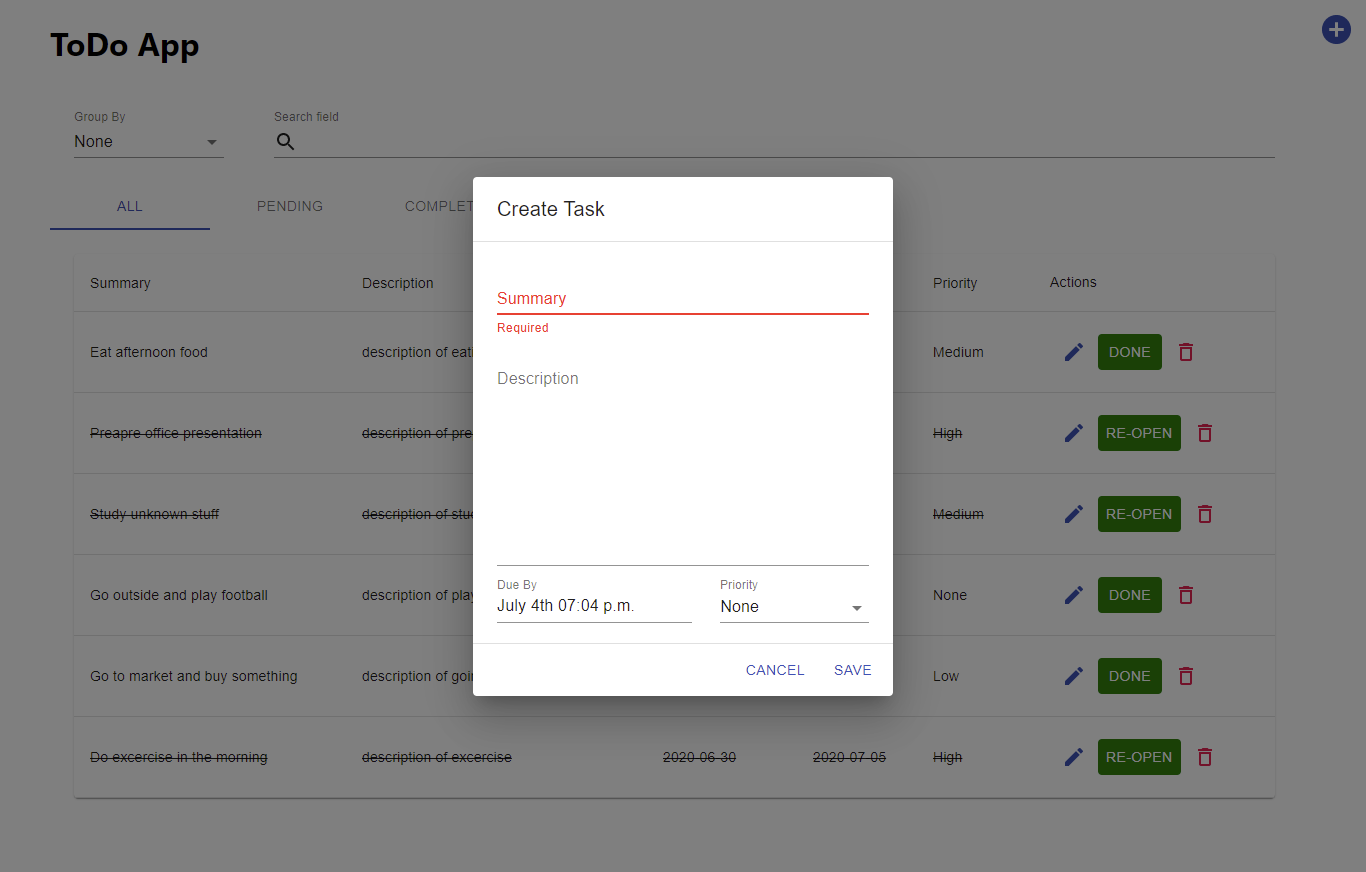 ToDo App
Group By
None
Search field
ALL PENDING COMPLET
Create Task
Summary
Required
Description
Due By Priority
July 4th 07:04 p.m. None
CANCEL SAVE
Summary Description Priority Actions
Eat afternoon food description of eati Medium DONE
Preapre office presentation description of pre High RE-OPEN
Study unknown stuff description of stu Medium RE-OPEN
Go outside and play football description of play None DONE
Go to market and buy something description of goin Low DONE
Do excercise in the morning description of excercise 2020-06-30 2020-07-05 High RE-OPEN